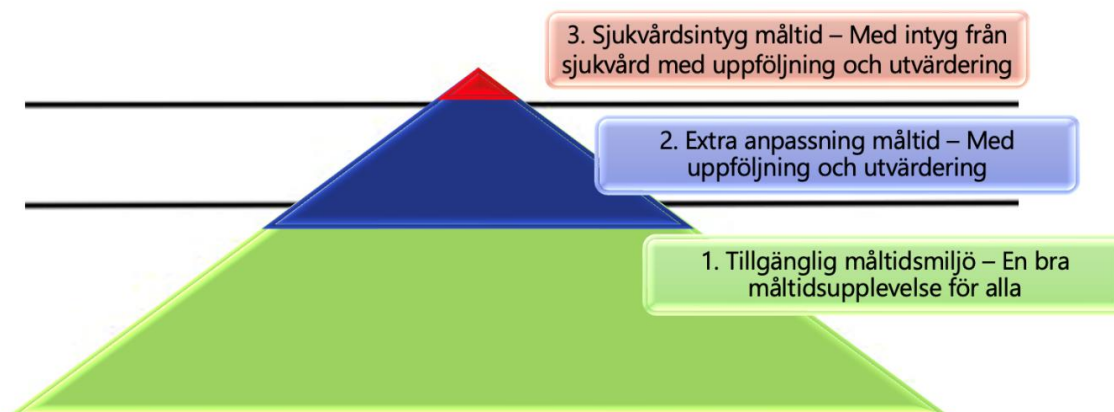 3. Sjukvårdsintyg måltid – Med intyg från
sjukvård med uppföljning och utvärdering
2. Extra anpassning måltid – Med
uppföljning och utvärdering
1. Tillgänglig måltidsmiljö – En bra
måltidsupplevelse för alla